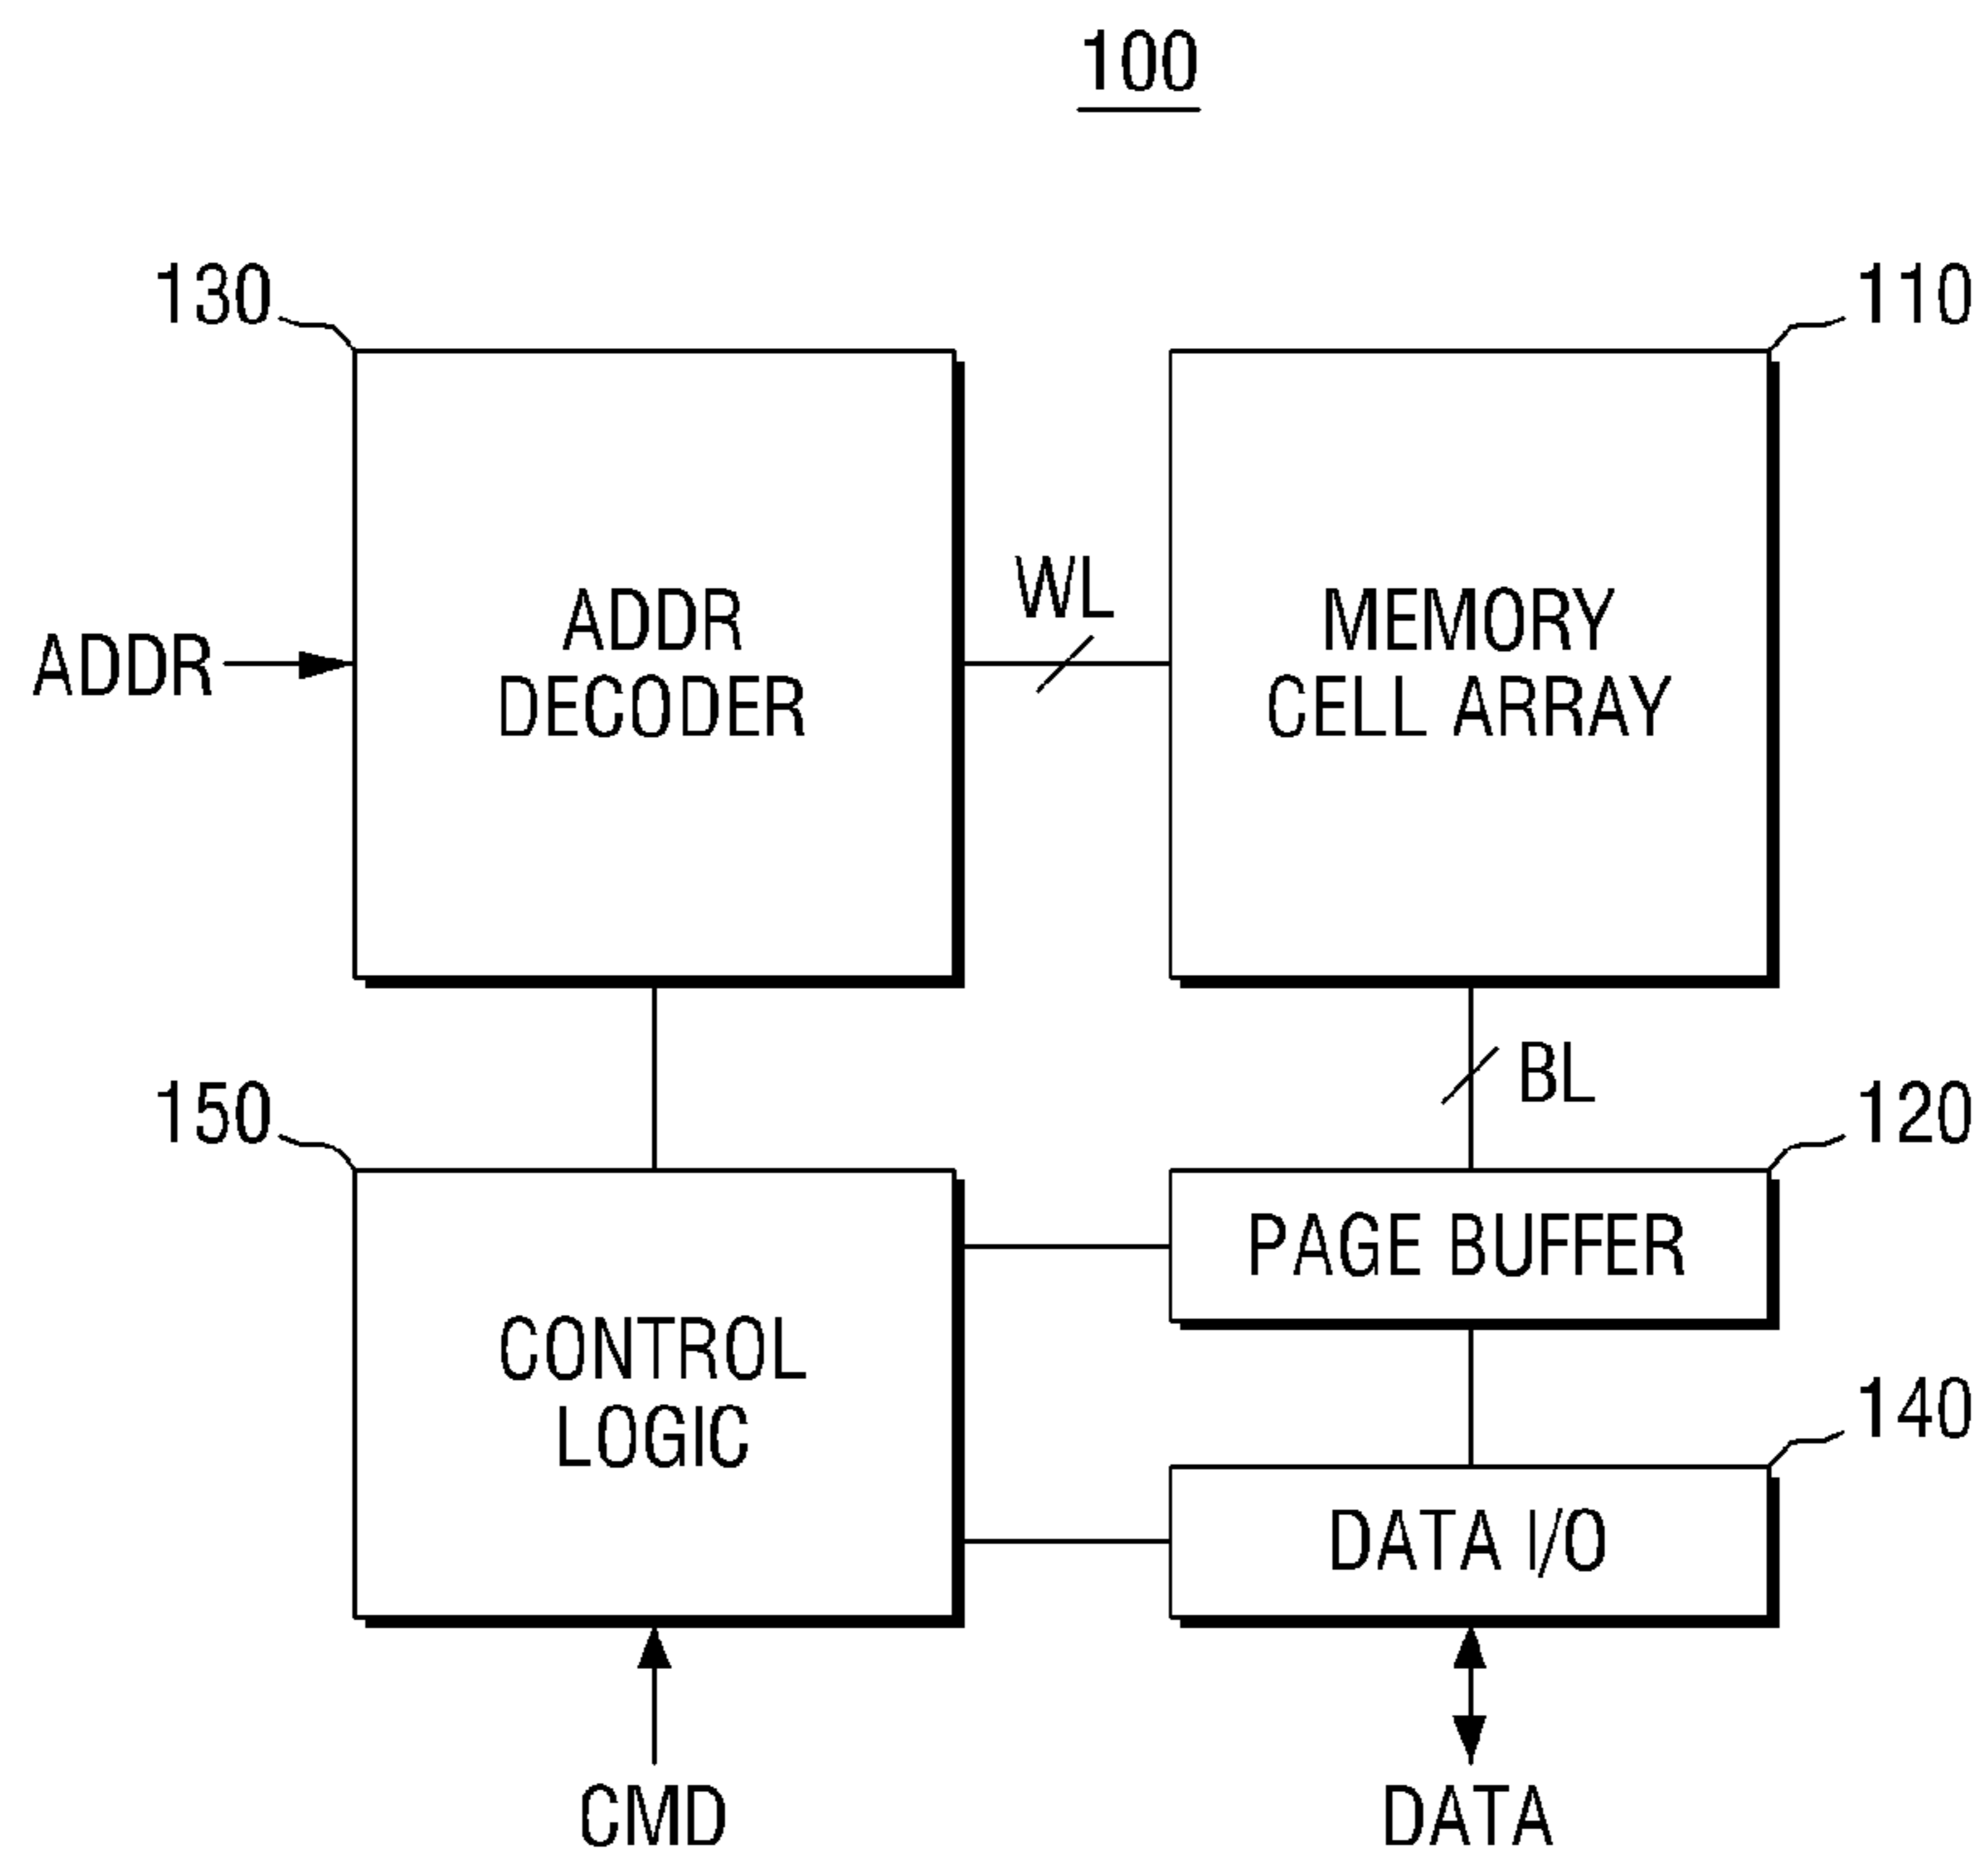 100
130
110
ADDR
ADDR
DECODER
WL
MEMORY
CELL ARRAY
BL
150
120
PAGE BUFFER
CONTROL
LOGIC
140
DATA I/O
CMD
DATA